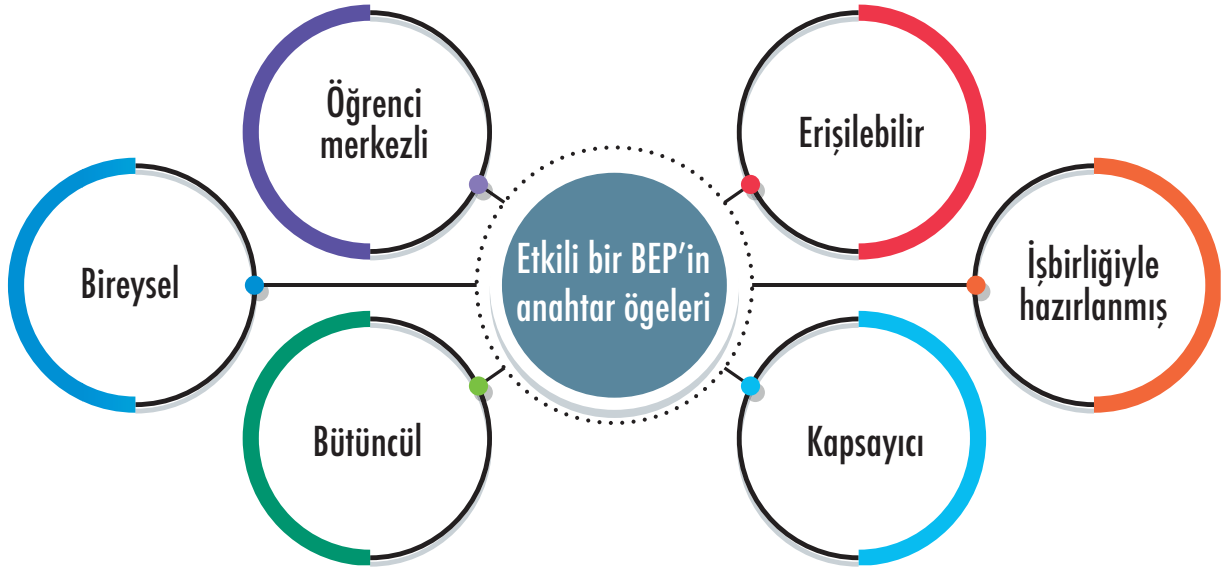 Öğrenci
merkezli
Erişilebilir
Bireysel
Etkili bir BEP'in
anahtar ögeleri
İşbirliğiyle
hazırlanmış
Bütüncül
Kapsayıcı